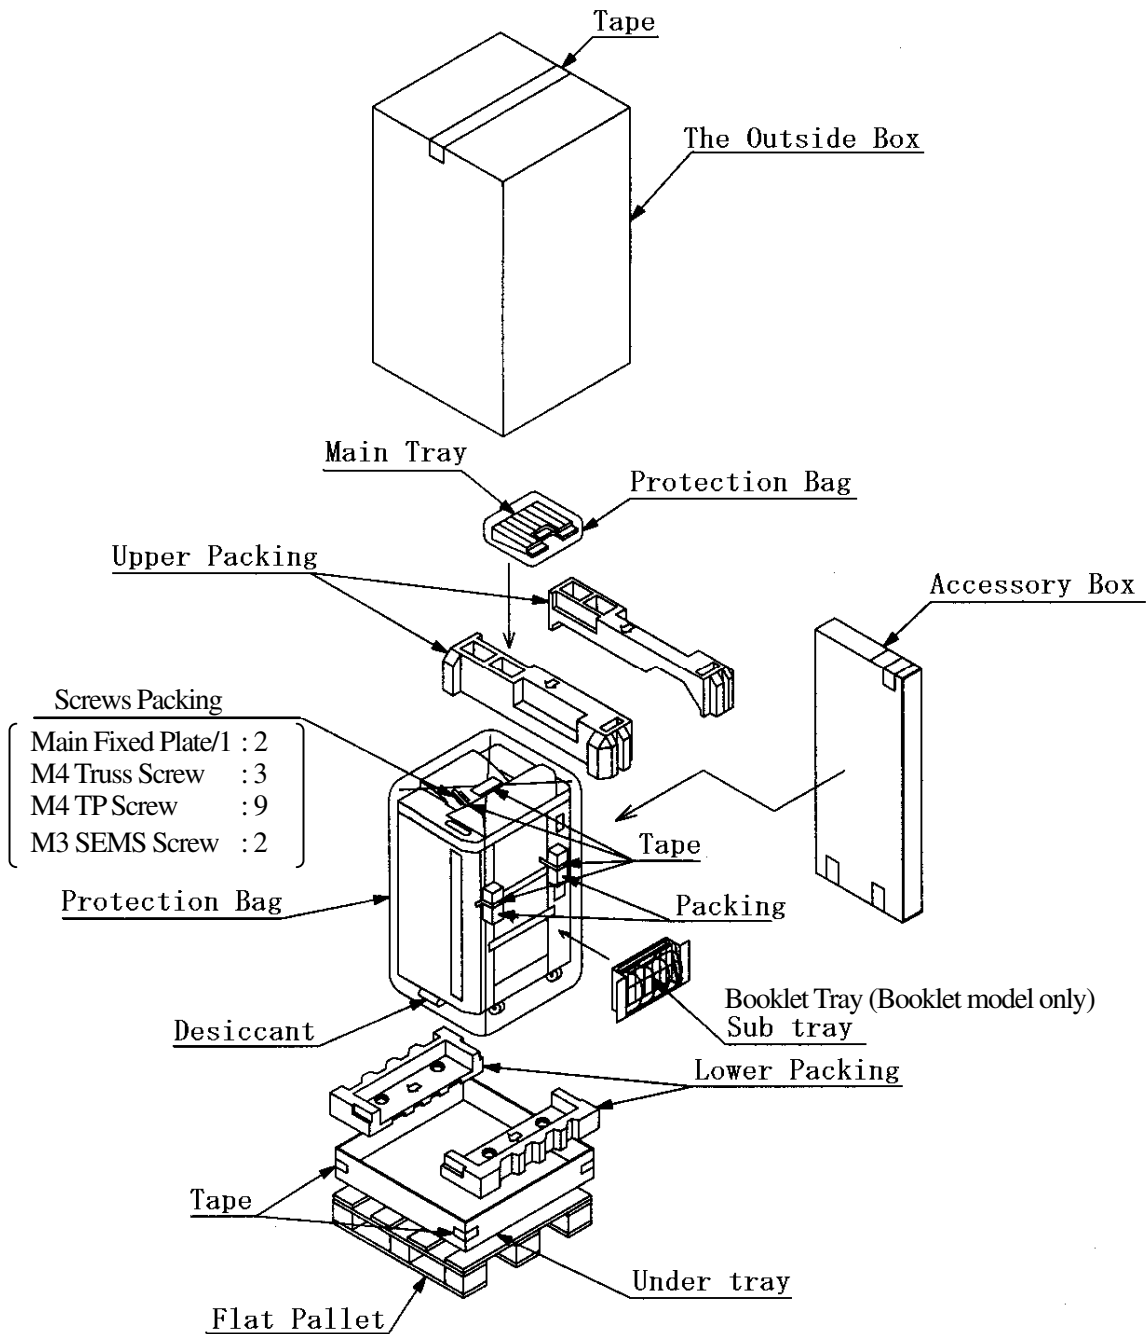 Tape
The Outside Box
Main Tray
Protection Bag
Upper Packing
Accessory Box
Screws Packing
Main Fixed Plate/1 : 2
M4 Truss Screw : 3
M4 TP Screw : 9
M3 SEMS Screw : 2
Tape
Protection Bag
Packing
Booklet Tray (Booklet model only)
Sub tray
Desiccant
Lower Packing
Tape
Under tray
Flat Pallet